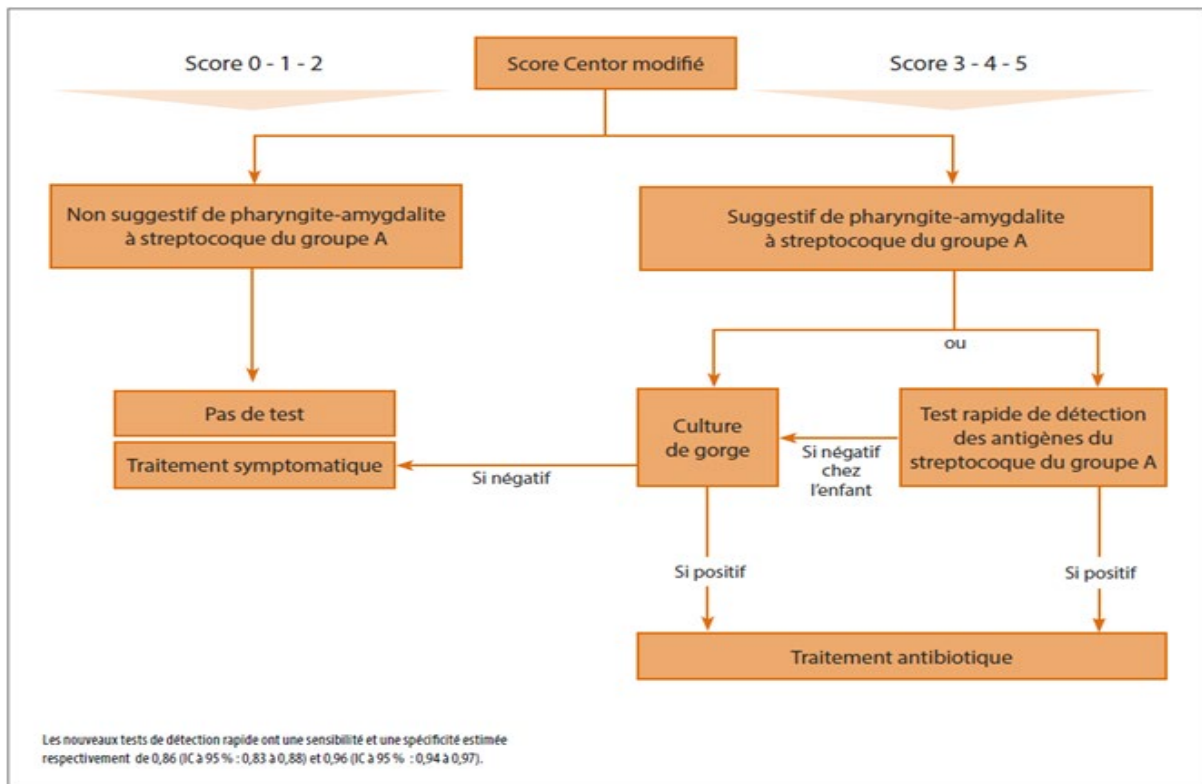 Score 0 - 1 - 2
Score Centor modifié
Score 3 - 4 - 5
Non suggestif de pharyngite-amygdalite
à streptocoque du groupe A
Suggestif de pharyngite-amygdalite
à streptocoque du groupe A
ou
Pas de test
Traitement symptomatique
Si négatif
Culture
de gorge
Si négatif
chez
l'enfant
Test rapide de détection
des antigènes du
streptocoque du groupe A
Si positif
Si positif
Traitement antibiotique
Les nouveaux tests de détection rapide ont une sensibilité et une spécificité estimée
respectivement de 0,86 (IC à 95 % : 0,83 à 0,88) et 0,96 (IC à 95 % : 0,94 à 0,97).